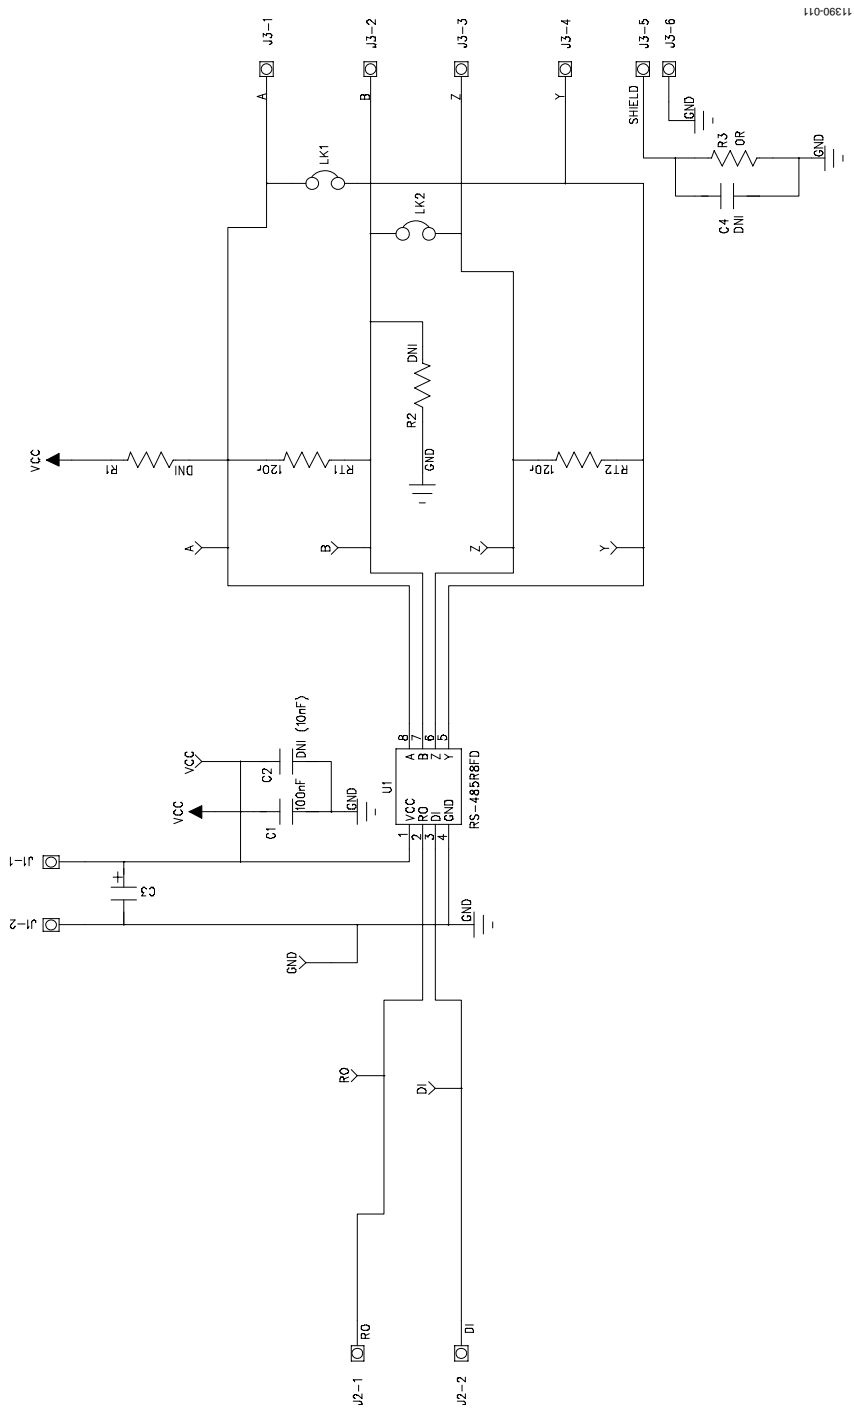 11390-011
J3-1
J3-2
J3-3
J3-4
J3-5
J3-6
A
B
Z
Y
SHIELD
GND
R3
0R
GND
C4
DNI
LK1
LK2
VCC
R1
DNI
120r
RT1
DNI
R2
GND
120r
RT2
A
B
Z
Y
VCC
C2
DNI (10nF)
VCC
C1
100nF
GND
8
7
6
5
A
B
Z
Y
U1
RS-485R8FD
VCC
RO
DI
GND
1
2
3
4
J1-1
+
C3
J1-2
GND
GND
RO
DI
RO
DI
J2-1
J2-2